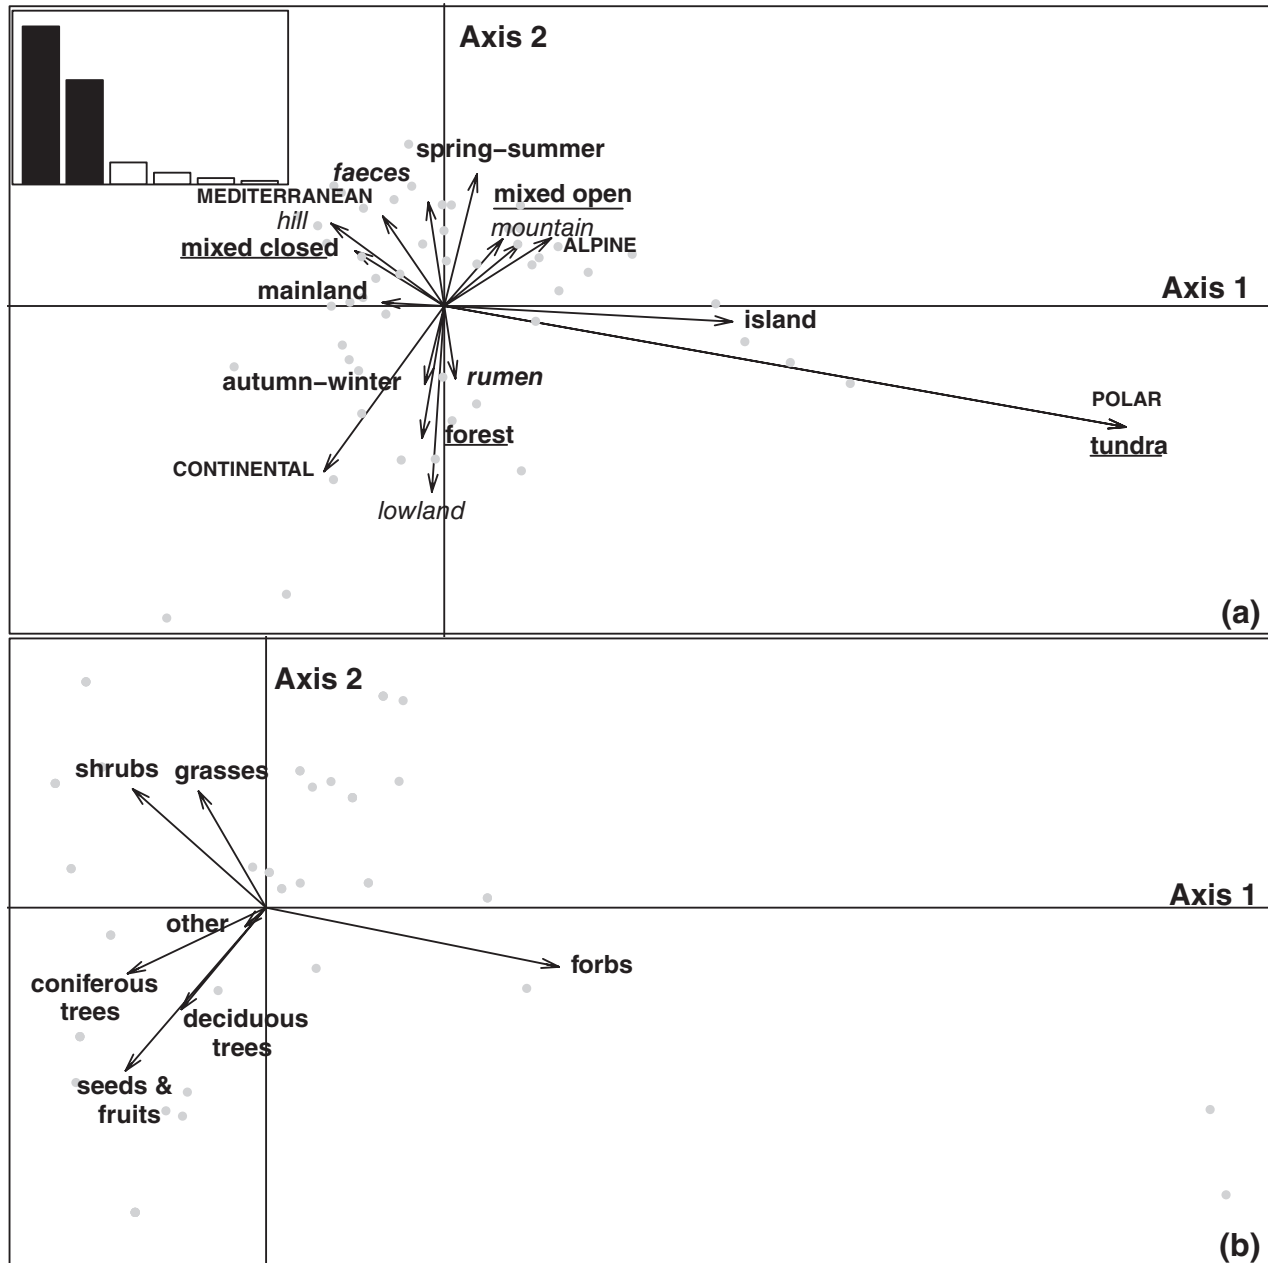 Axis 2
spring−summer
faeces
MEDITERRANEAN
mixed open
hill
mountain
mixed closed
ALPINE
mainland
Axis 1
island
autumn−winter
rumen
POLAR
forest
tundra
CONTINENTAL
lowland
(a)
Axis 2
shrubs
grasses
Axis 1
other
forbs
coniferous
trees
deciduous
trees
seeds &
fruits
(b)